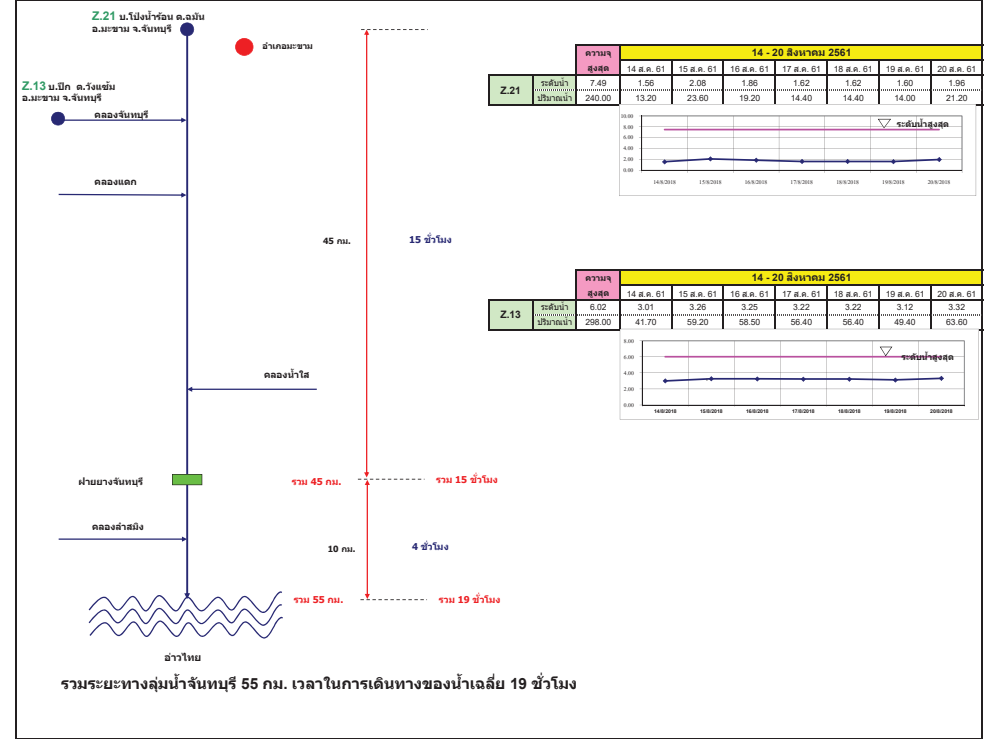 Z.21 บ.โป่งน้ำร้อน ต.ฉมัน
อ.มะขาม จ.จันทบุรี
อำเภอมะขาม
Z.13 บ.ปึก ต.วังแซ้ม
อ.มะขาม จ.จันทบุรี
คลองจันทบุรี
คลองแตก
45 กม.
15 ชั่วโมง
คลองน้ำใส
ฝายยางจันทบุรี
รวม 45 กม.
รวม 15 ชั่วโมง
คลองลำสมิง
10 กม.
4 ชั่วโมง
รวม 55 กม.
รวม 19 ชั่วโมง
อ่าวไทย
รวมระยะทางลุ่มน้ำจันทบุรี 55 กม. เวลาในการเดินทางของน้ำเฉลี่ย 19 ชั่วโมง
ความจุ 14 - 20 สิงหาคม 2561
สูงสุด 14 ส.ค. 61 15 ส.ค. 61 16 ส.ค. 61 17 ส.ค. 61 18 ส.ค. 61 19 ส.ค. 61 20 ส.ค. 61
Z.21
ระดับน้ำ 7.49 1.56 2.08 1.86 1.62 1.62 1.60 1.96
ปริมาณน้ำ 240.00 13.20 23.60 19.20 14.40 14.40 14.00 21.20
10.00
8.00
6.00
4.00
2.00
0.00
ระดับน้ำสูงสุด
14/8/2018 15/8/2018 16/8/2018 17/8/2018 18/8/2018 19/8/2018 20/8/2018
ความจุ 14 - 20 สิงหาคม 2561
สูงสุด 14 ส.ค. 61 15 ส.ค. 61 16 ส.ค. 61 17 ส.ค. 61 18 ส.ค. 61 19 ส.ค. 61 20 ส.ค. 61
Z.13
ระดับน้ำ 6.02 3.01 3.26 3.25 3.22 3.22 3.12 3.32
ปริมาณน้ำ 298.00 41.70 59.20 58.50 56.40 56.40 49.40 63.60
8.00
6.00
4.00
2.00
0.00
ระดับน้ำสูงสุด
14/8/2018 15/8/2018 16/8/2018 17/8/2018 18/8/2018 19/8/2018 20/8/2018